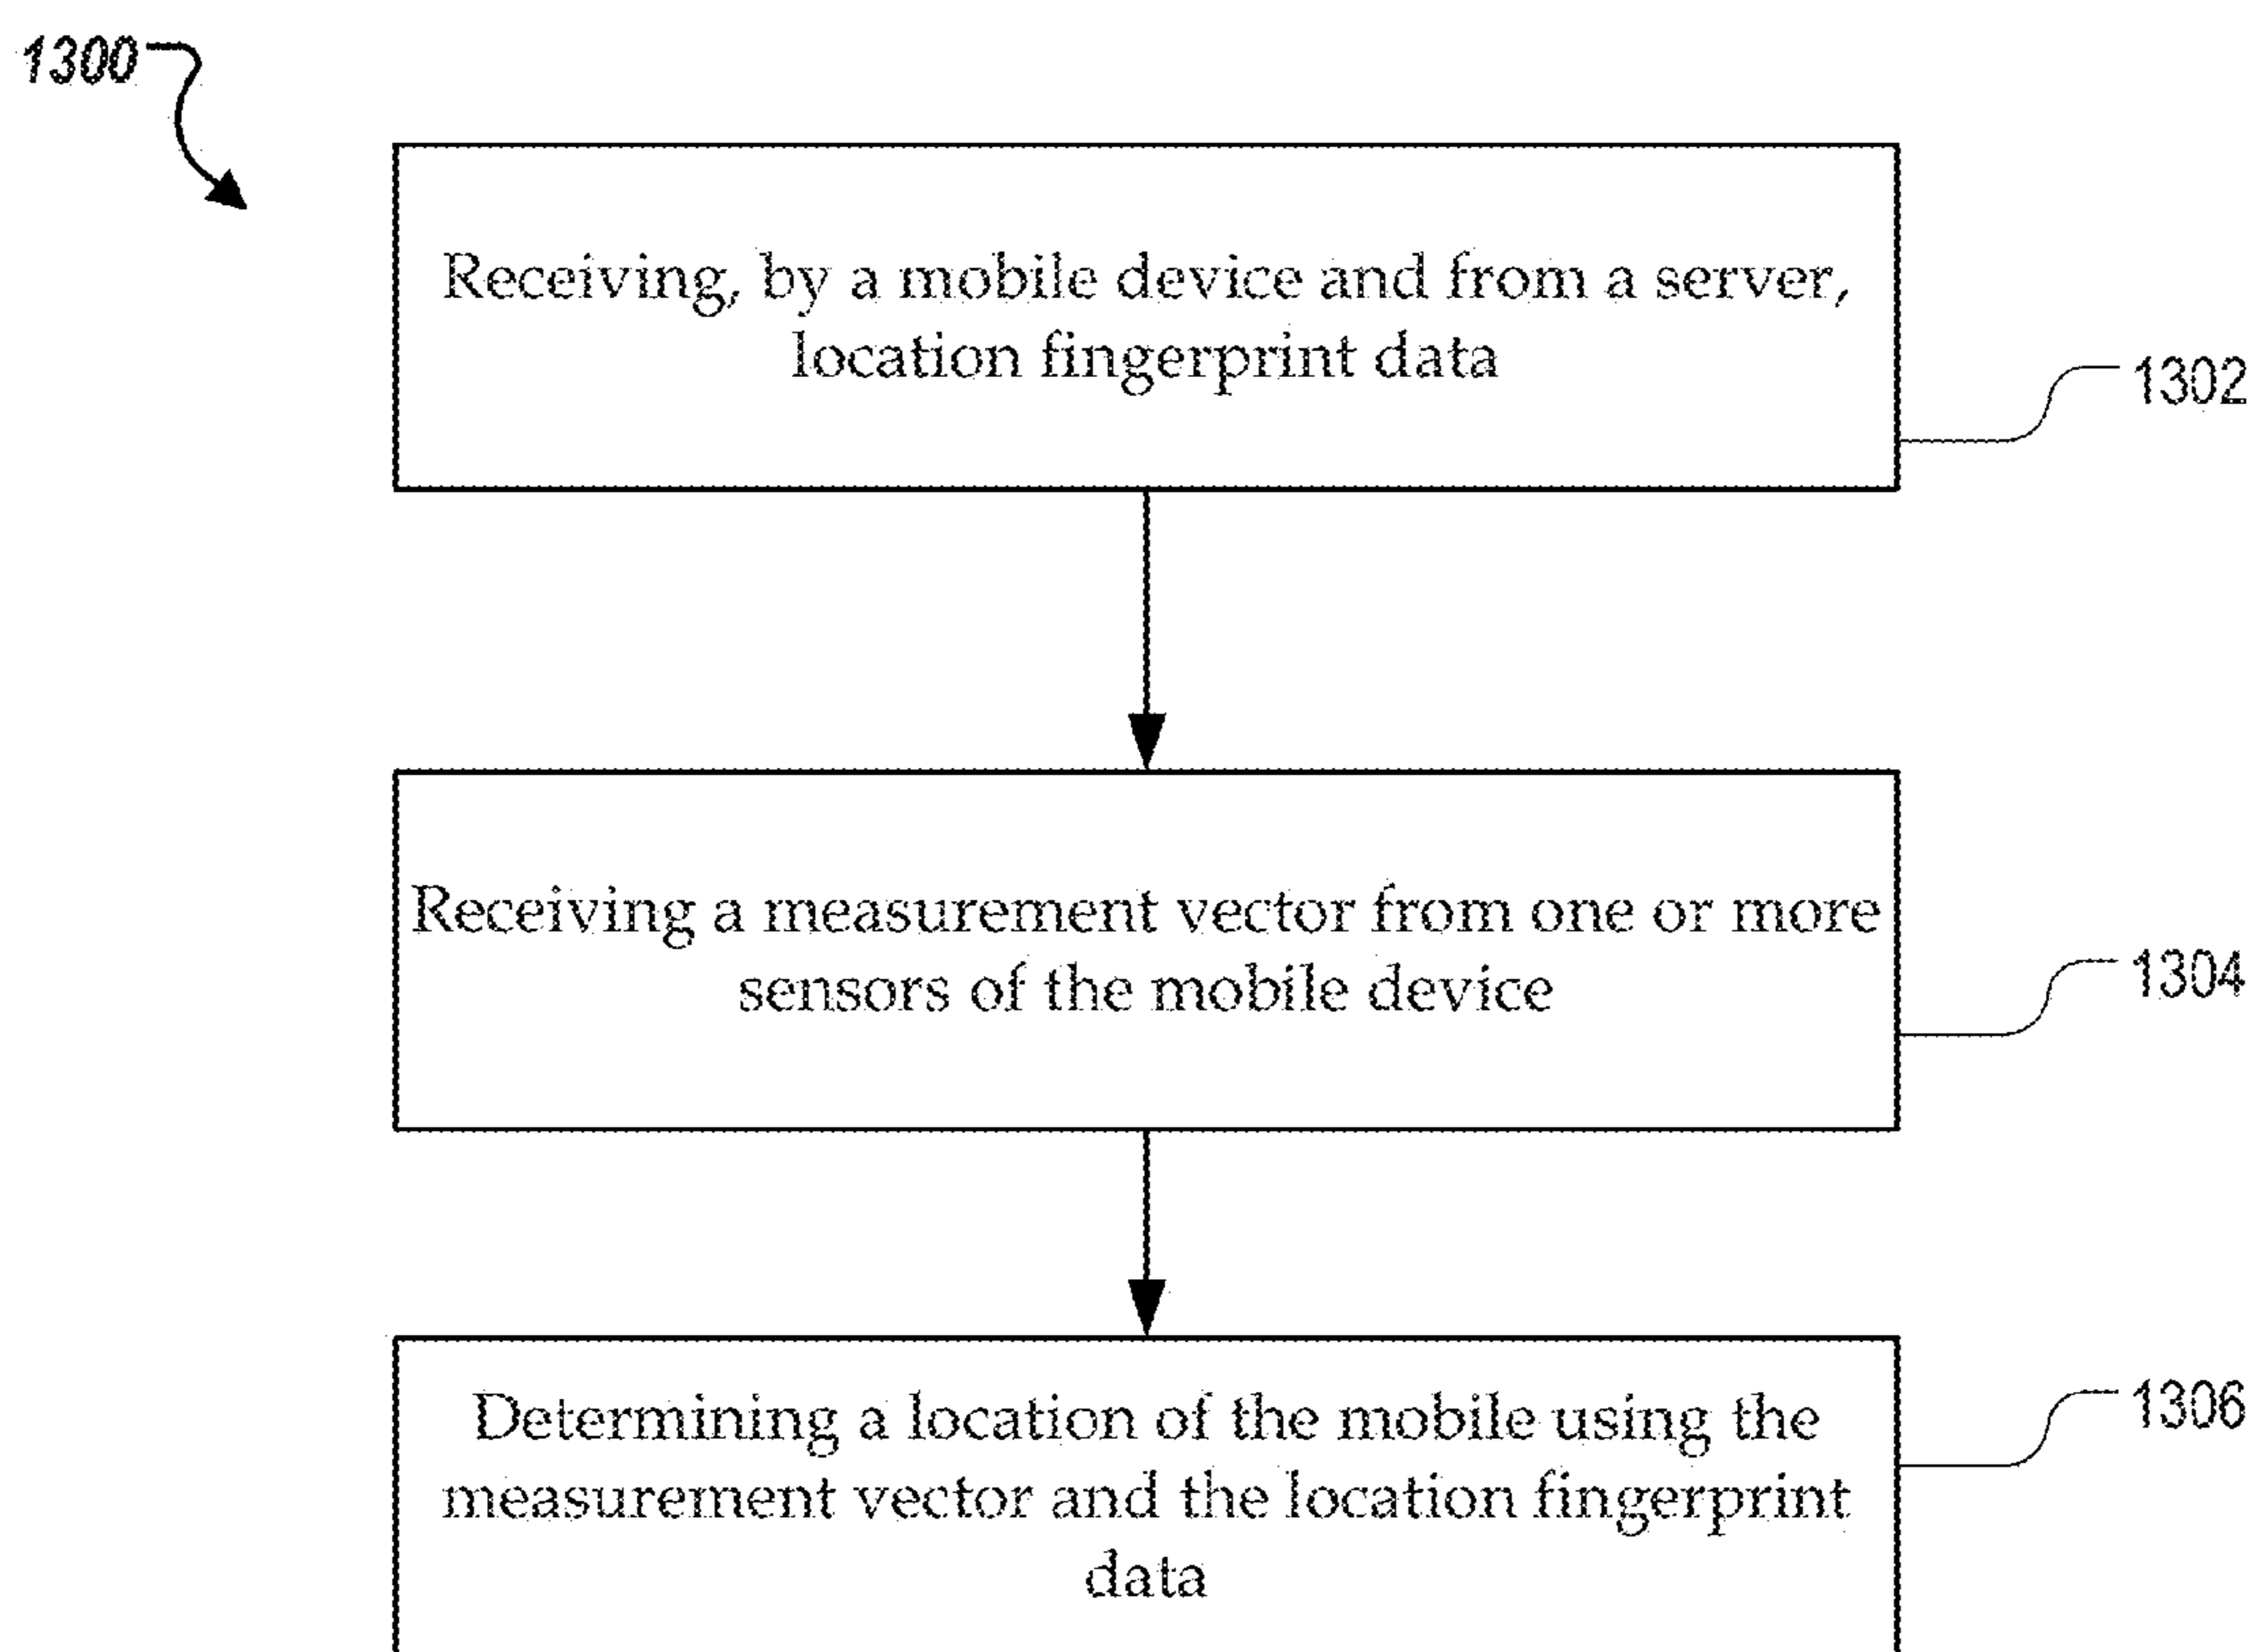 1300
Receiving, by a mobile device and from a server,
location fingerprint data
1302
Receiving a measurement vector from one or more
sensors of the mobile device
1304
Determining a location of the mobile using the
measurement vector and the location fingerprint
data
1306